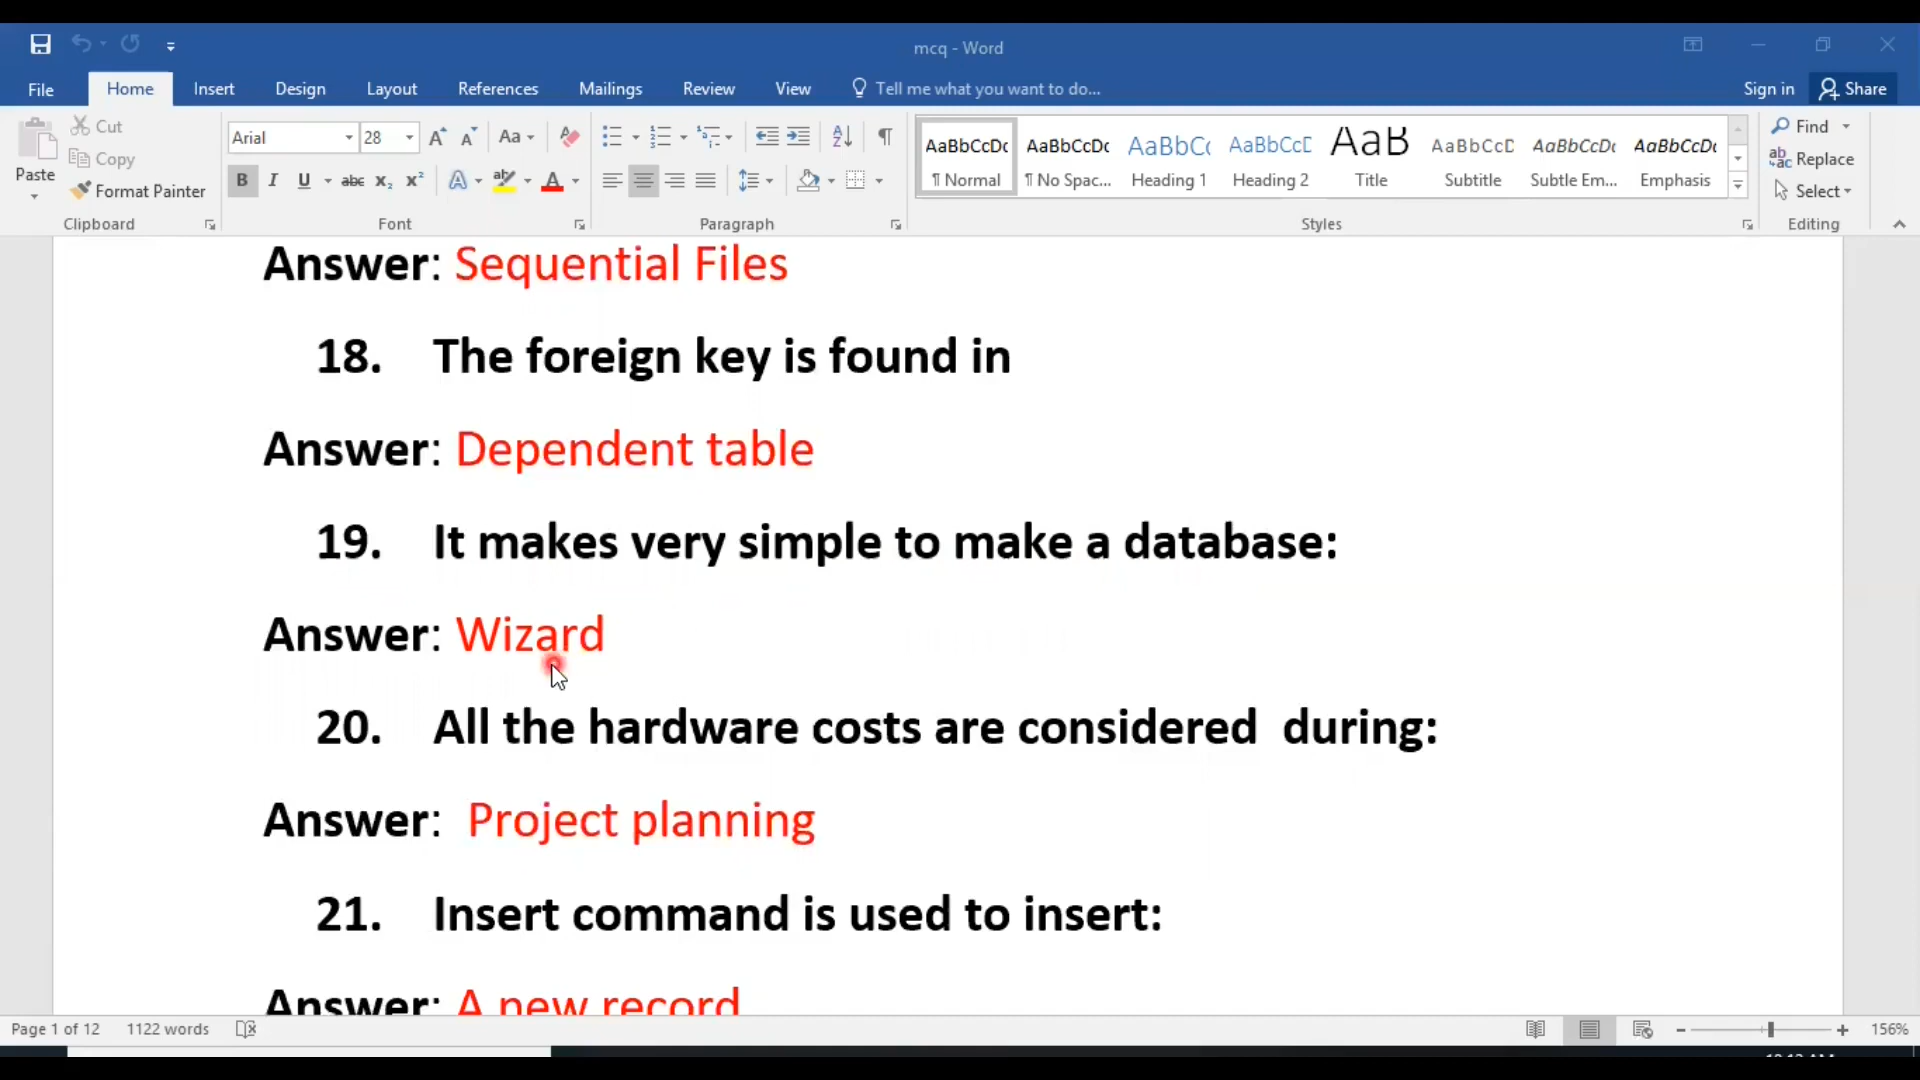 mcq - Word
File Home Insert Design Layout References Mailings Review View Tell me what you want to do... Sign in Share
Paste
Cut
Copy
Format Painter
Clipboard
Arial 28
Font
Paragraph
AaBbCcDc AaBbCcDc AaBbC AaBbCcD AaB AaBbCcD AaBbCcDc AaBbCcDc
¶ Normal ¶ No Spac... Heading 1 Heading 2 Title Subtitle Subtle Em... Emphasis
Styles
Find
Replace
Select
Editing
Answer: Sequential Files
18. The foreign key is found in
Answer: Dependent table
19. It makes very simple to make a database:
Answer: Wizard
20. All the hardware costs are considered during:
Answer: Project planning
21. Insert command is used to insert:
Answer: A new record
Page 1 of 12 1122 words 156%